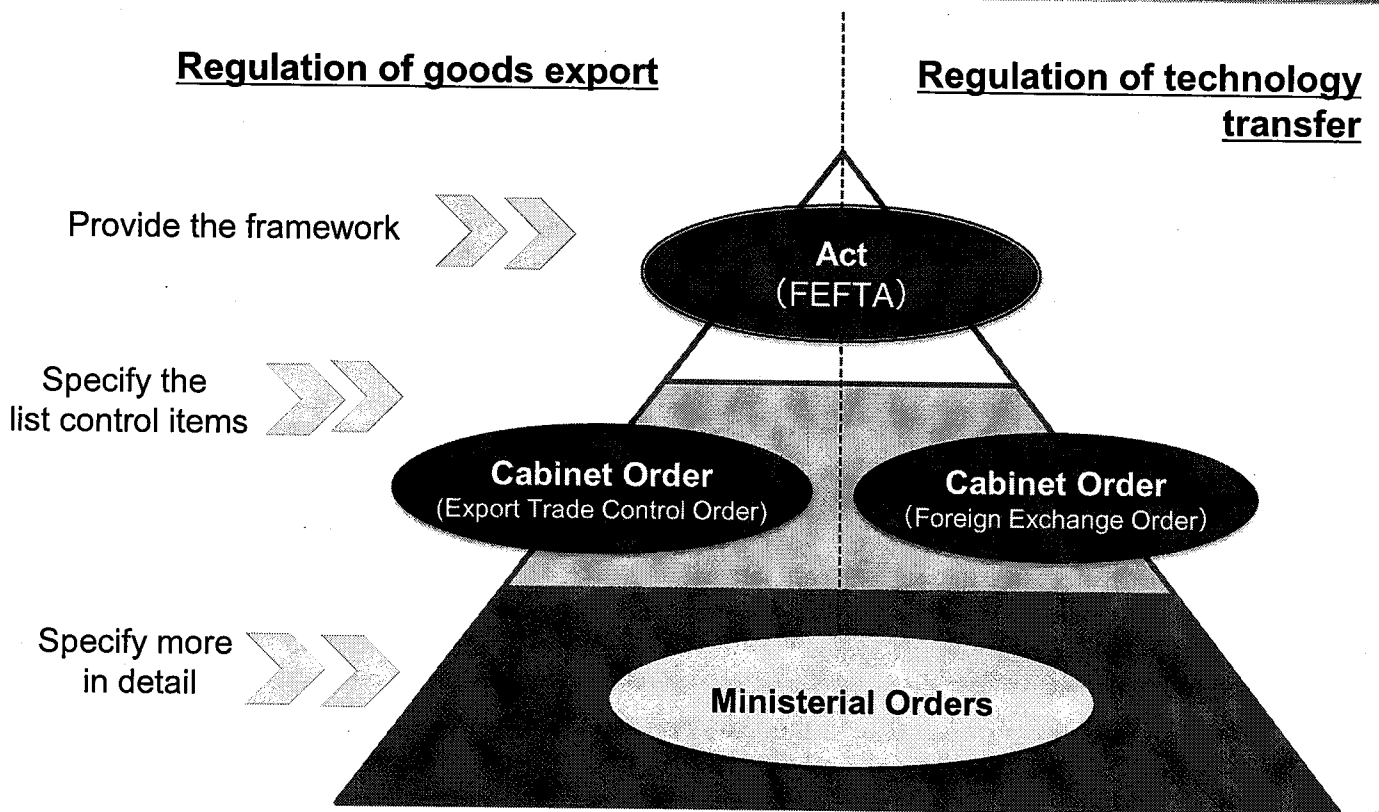 Regulation of goods export
Regulation of technology
transfer
Provide the framework
Act
(FEFTA)
Specify the
list control items
Cabinet Order
(Export Trade Control Order)
Cabinet Order
(Foreign Exchange Order)
Specify more
in detail
Ministerial Orders